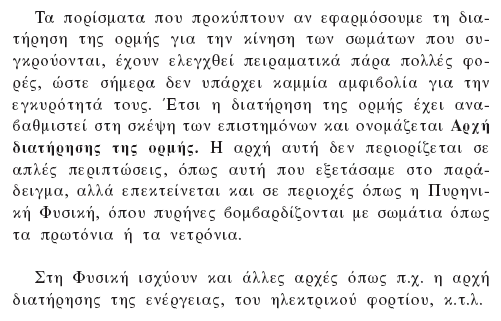 Τα πορίσματα που προκύπτουν αν εφαρμόσουμε τη δια-
τήρηση της ορμής για την κίνηση των σωμάτων που συ-
γκρούονται, έχουν ελεγχθεί πειραματικά πάρα πολλές φο-
ρές, ώστε σήμερα δεν υπάρχει καμμία αμφιβολία για την
εγκυρότητά τους. Έτσι η διατήρηση της ορμής έχει ανα-
βαθμιστεί στη σκέψη των επιστημόνων και ονομάζεται Αρχή
διατήρησης της ορμής. Η αρχή αυτή δεν περιορίζεται σε
απλές περιπτώσεις, όπως αυτή που εξετάσαμε στο παρά-
δειγμα, αλλά επεκτείνεται και σε περιοχές όπως η Πυρηνι-
κή Φυσική, όπου πυρήνες βομβαρδίζονται με σωμάτια όπως
τα πρωτόνια ή τα νετρόνια.
Στη Φυσική ισχύουν και άλλες αρχές όπως π.χ. η αρχή
διατήρησης της ενέργειας, του ηλεκτρικού φορτίου, κ.τ.λ.